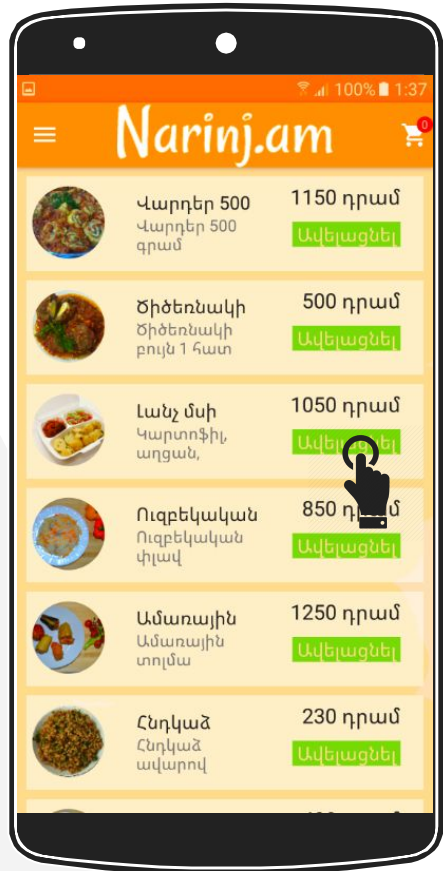 100% 1:37
Narinj.am
0
Վարդեր 500
1150 դրամ
Վարդեր 500
գրամ
Ավելացնել
Ծիծեռնակի
500 դրամ
Ծիծեռնակի
բույն 1 հատ
Ավելացնել
Լանչ մսի
1050 դրամ
Կարտոֆիլ,
աղցան,
Ուզբեկական
850
Ուզբեկական
փլավ
Ավելացնել
Ամառային
1250 դրամ
Ամառային
տոլմա
Ավելացնել
Հնդկաձ
230 դրամ
Հնդկաձ
ավարով
Ավելացնել